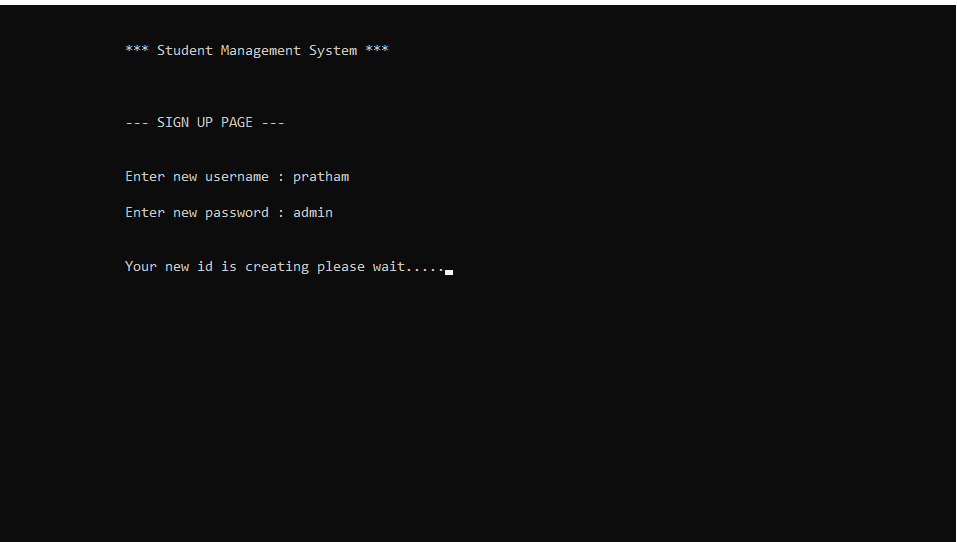 *** Student Management System ***
--- SIGN UP PAGE ---
Enter new username : pratham
Enter new password : admin
Your new id is creating please wait.....